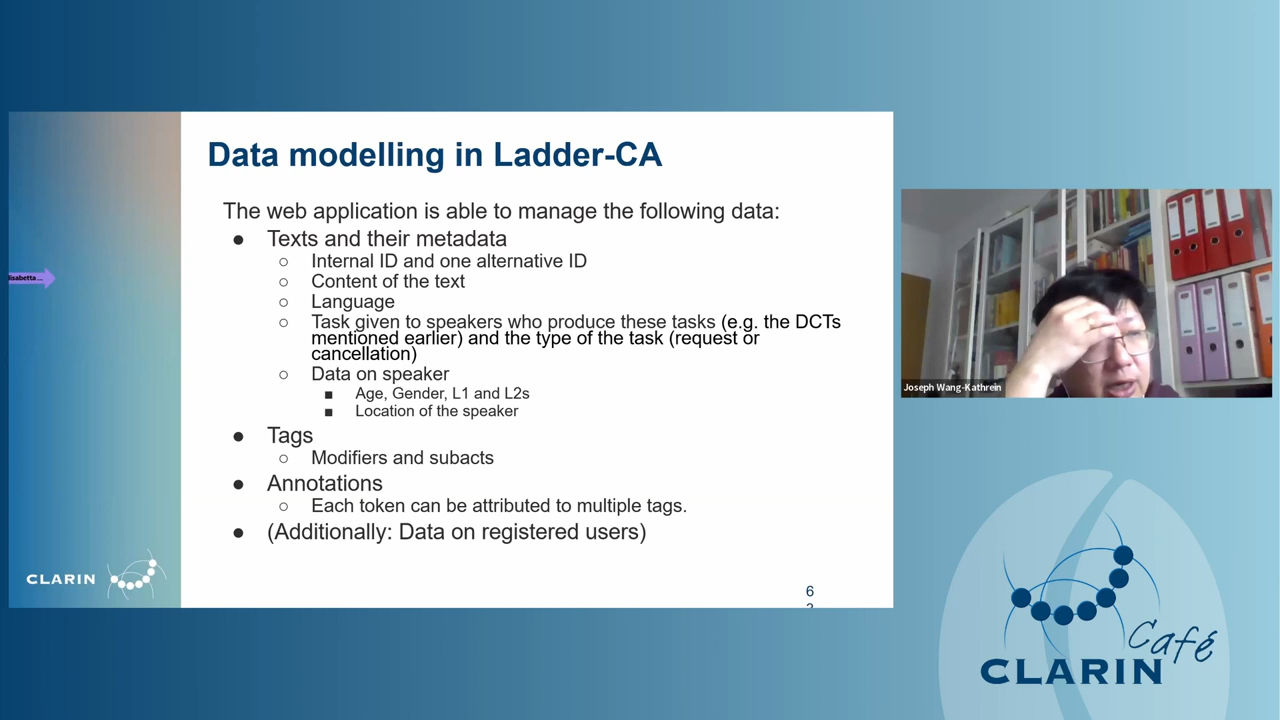 Data modelling in Ladder-CA
The web application is able to manage the following data:
● Texts and their metadata
○ Internal ID and one alternative ID
○ Content of the text
○ Language
○ Task given to speakers who produce these tasks (e.g. the DCTs
mentioned earlier) and the type of the task (request or
cancellation)
○ Data on speaker
■ Age, Gender, L1 and L2s
■ Location of the speaker
● Tags
○ Modifiers and subacts
● Annotations
○ Each token can be attributed to multiple tags.
● (Additionally: Data on registered users)
CLARIN
6
Joseph Wang-Kathrein
Café
CLARIN